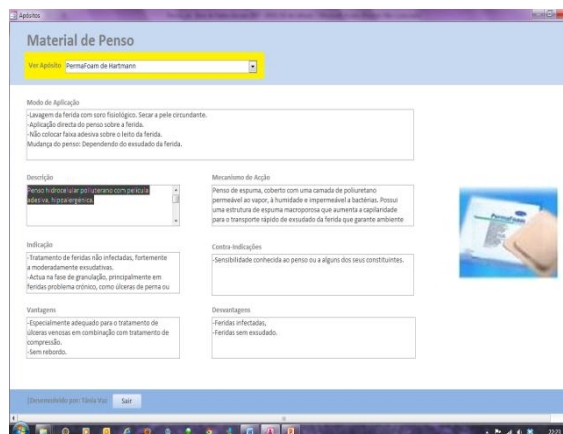 Apósitos
Material de Penso
Ver Apósito PermaFoam de Hartmann
Modo de Aplicação
-Lavagem da ferida com soro fisiológico. Secar a pele circundante.
-Aplicação directa do penso sobre a ferida.
-Não colocar faixa adesiva sobre o leito da ferida.
Mudança do penso: Dependendo do exsudado da ferida.
Descrição
Penso hidrocelular poliuterano com película
adesiva, hipoalergénica.
Mecanismo de Acção
Penso de espuma, coberto com uma camada de poliuretano
permeável ao vapor, à humidade e impermeável a bactérias. Possui
uma estrutura de espuma macroporosa que aumenta a capilaridade
para o transporte rápido de exsudado da ferida que garante ambiente
Indicação
-Tratamento de feridas não infectadas, fortemente
a moderadamente exsudativas.
-Actua na fase de granulação, principalmente em
feridas problema crónico, como úlceras de perna ou
Contra-Indicações
-Sensibilidade conhecida ao penso ou a alguns dos seus constituintes.
Vantagens
-Especialmente adequado para o tratamento de
úlceras venosas em combinação com tratamento de
compressão.
-Sem rebordo.
Desvantagens
-Feridas infectadas,
-Feridas sem exsudado.
PermaFoam
Desenvolvido por: Tânia Vaz
Sair